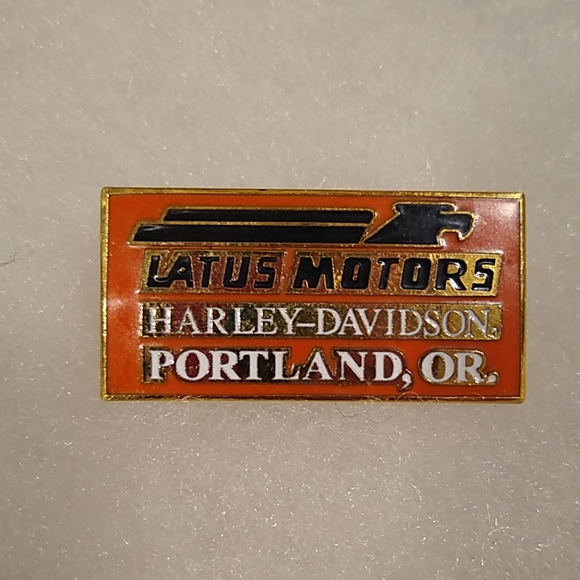 LATUS MOTORS
HARLEY-DAVIDSON.
PORTLAND, OR.